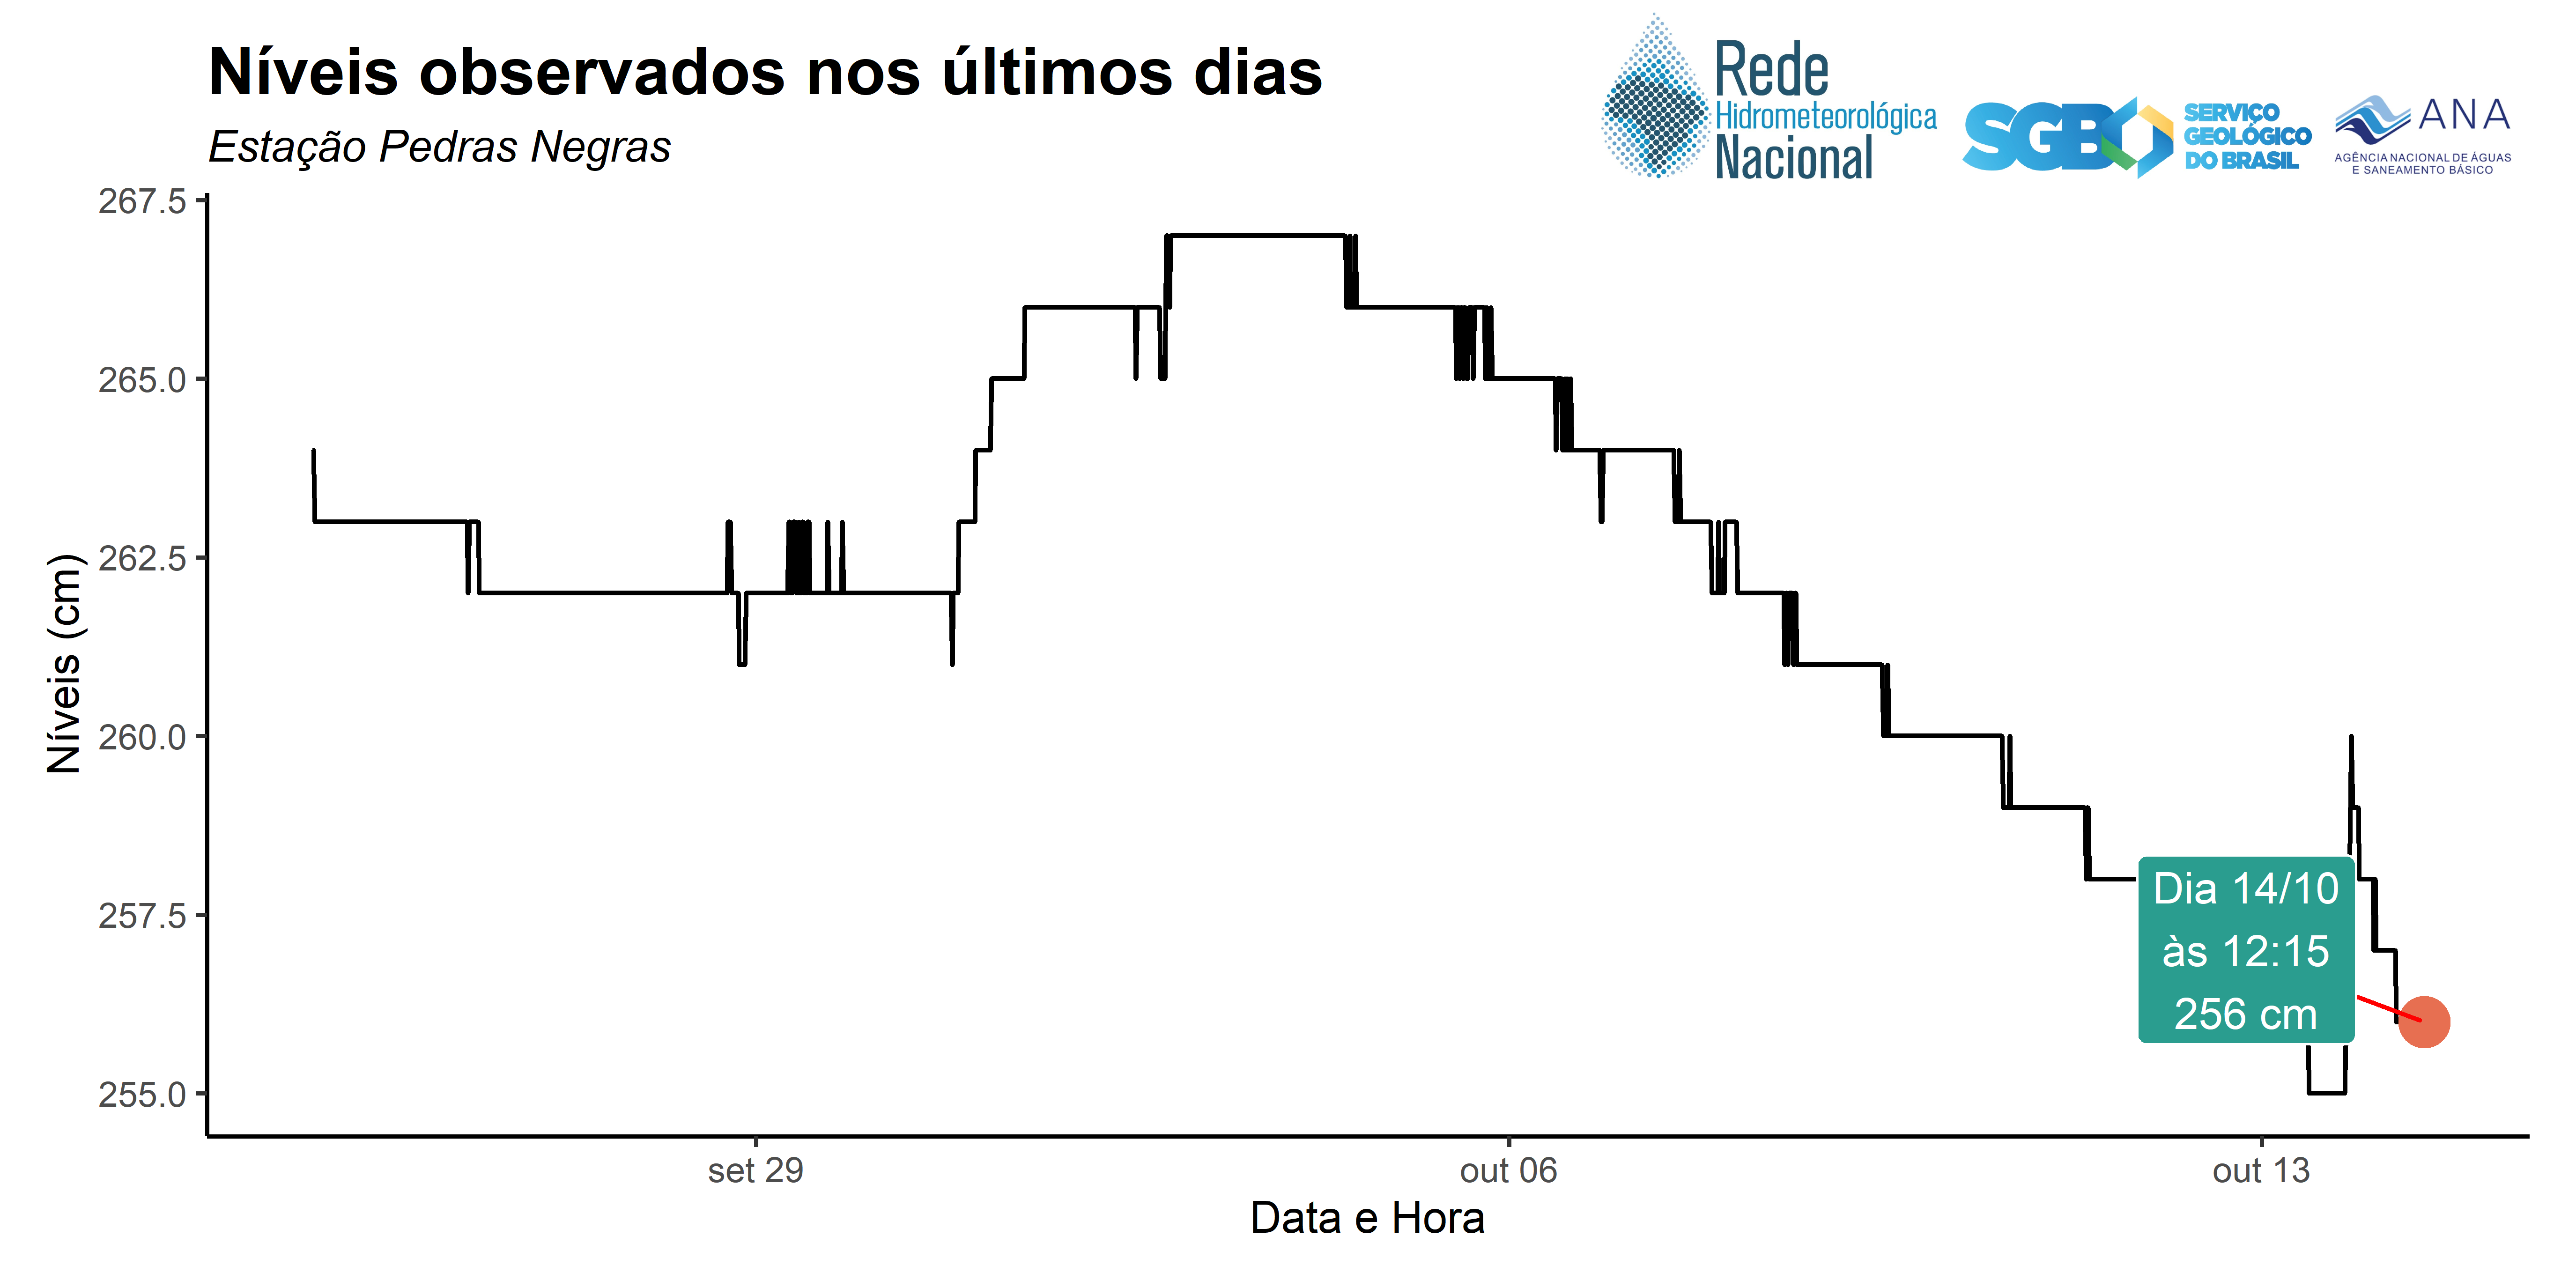 Níveis observados nos últimos dias
Estação Pedras Negras
Rede
Hidrometeorológica
Nacional
SGB
SERVIÇO
GEOLÓGICO
DO BRASIL
ANA
AGÊNCIA NACIONAL DE ÁGUAS
E SANEAMENTO BÁSICO
Níveis (cm)
267.5
265.0
262.5
260.0
257.5
255.0
Dia 14/10
às 12:15
256 cm
set 29
out 06
out 13
Data e Hora